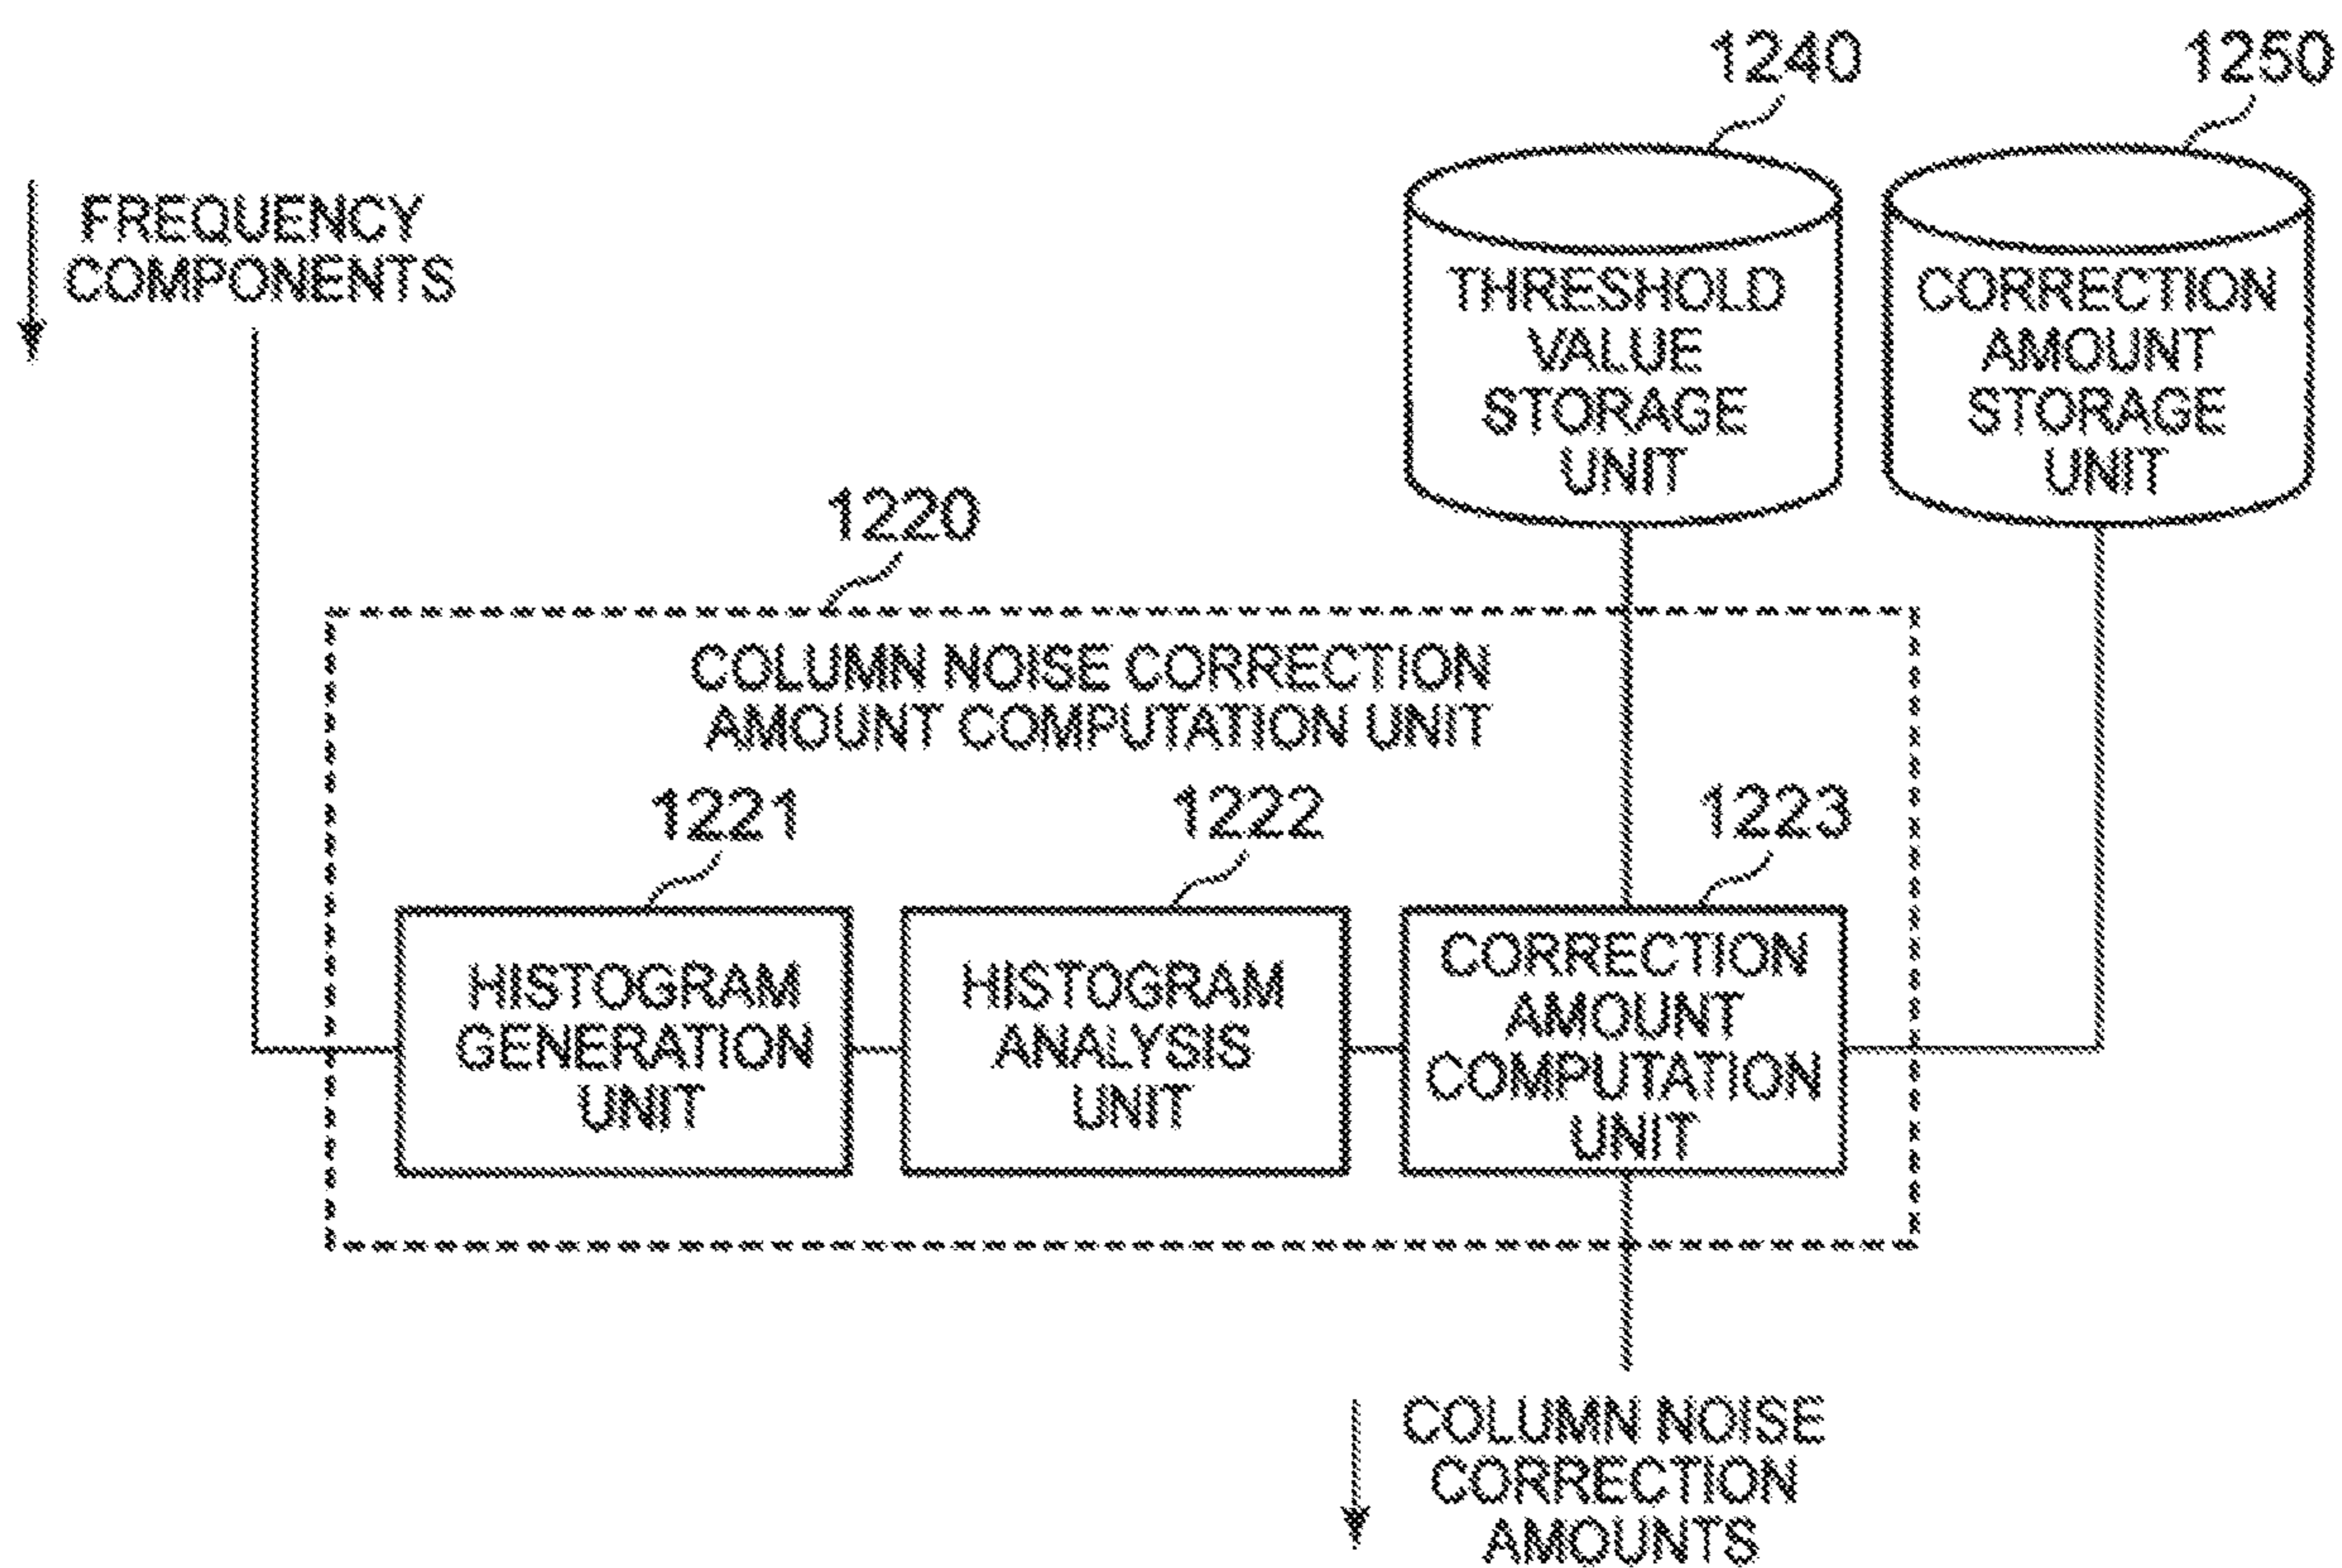 1240
1250
FREQUENCY
COMPONENTS
THRESHOLD
VALUE
STORAGE
UNIT
CORRECTION
AMOUNT
STORAGE
UNIT
1220
COLUMN NOISE CORRECTION
AMOUNT COMPUTATION UNIT
1221
1222
1223
HISTOGRAM
GENERATION
UNIT
HISTOGRAM
ANALYSIS
UNIT
CORRECTION
AMOUNT
COMPUTATION
UNIT
COLUMN NOISE
CORRECTION
AMOUNTS